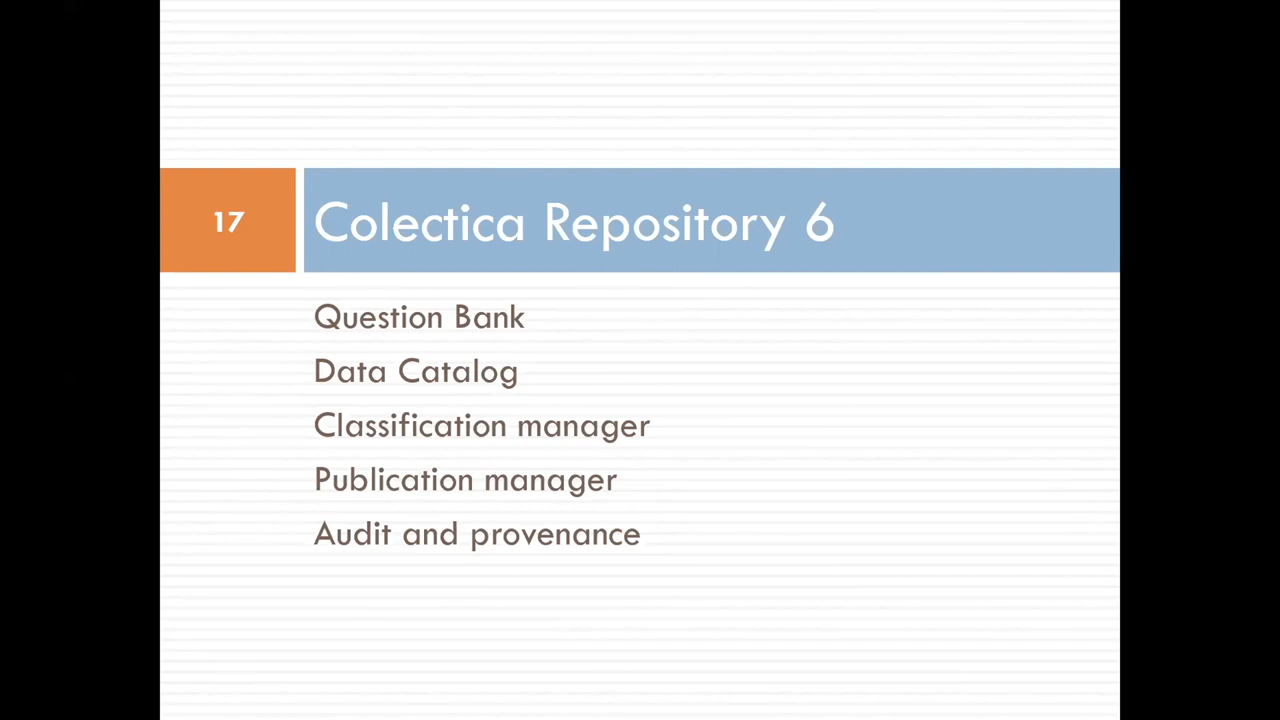 17
Colectica Repository 6
Question Bank
Data Catalog
Classification manager
Publication manager
Audit and provenance